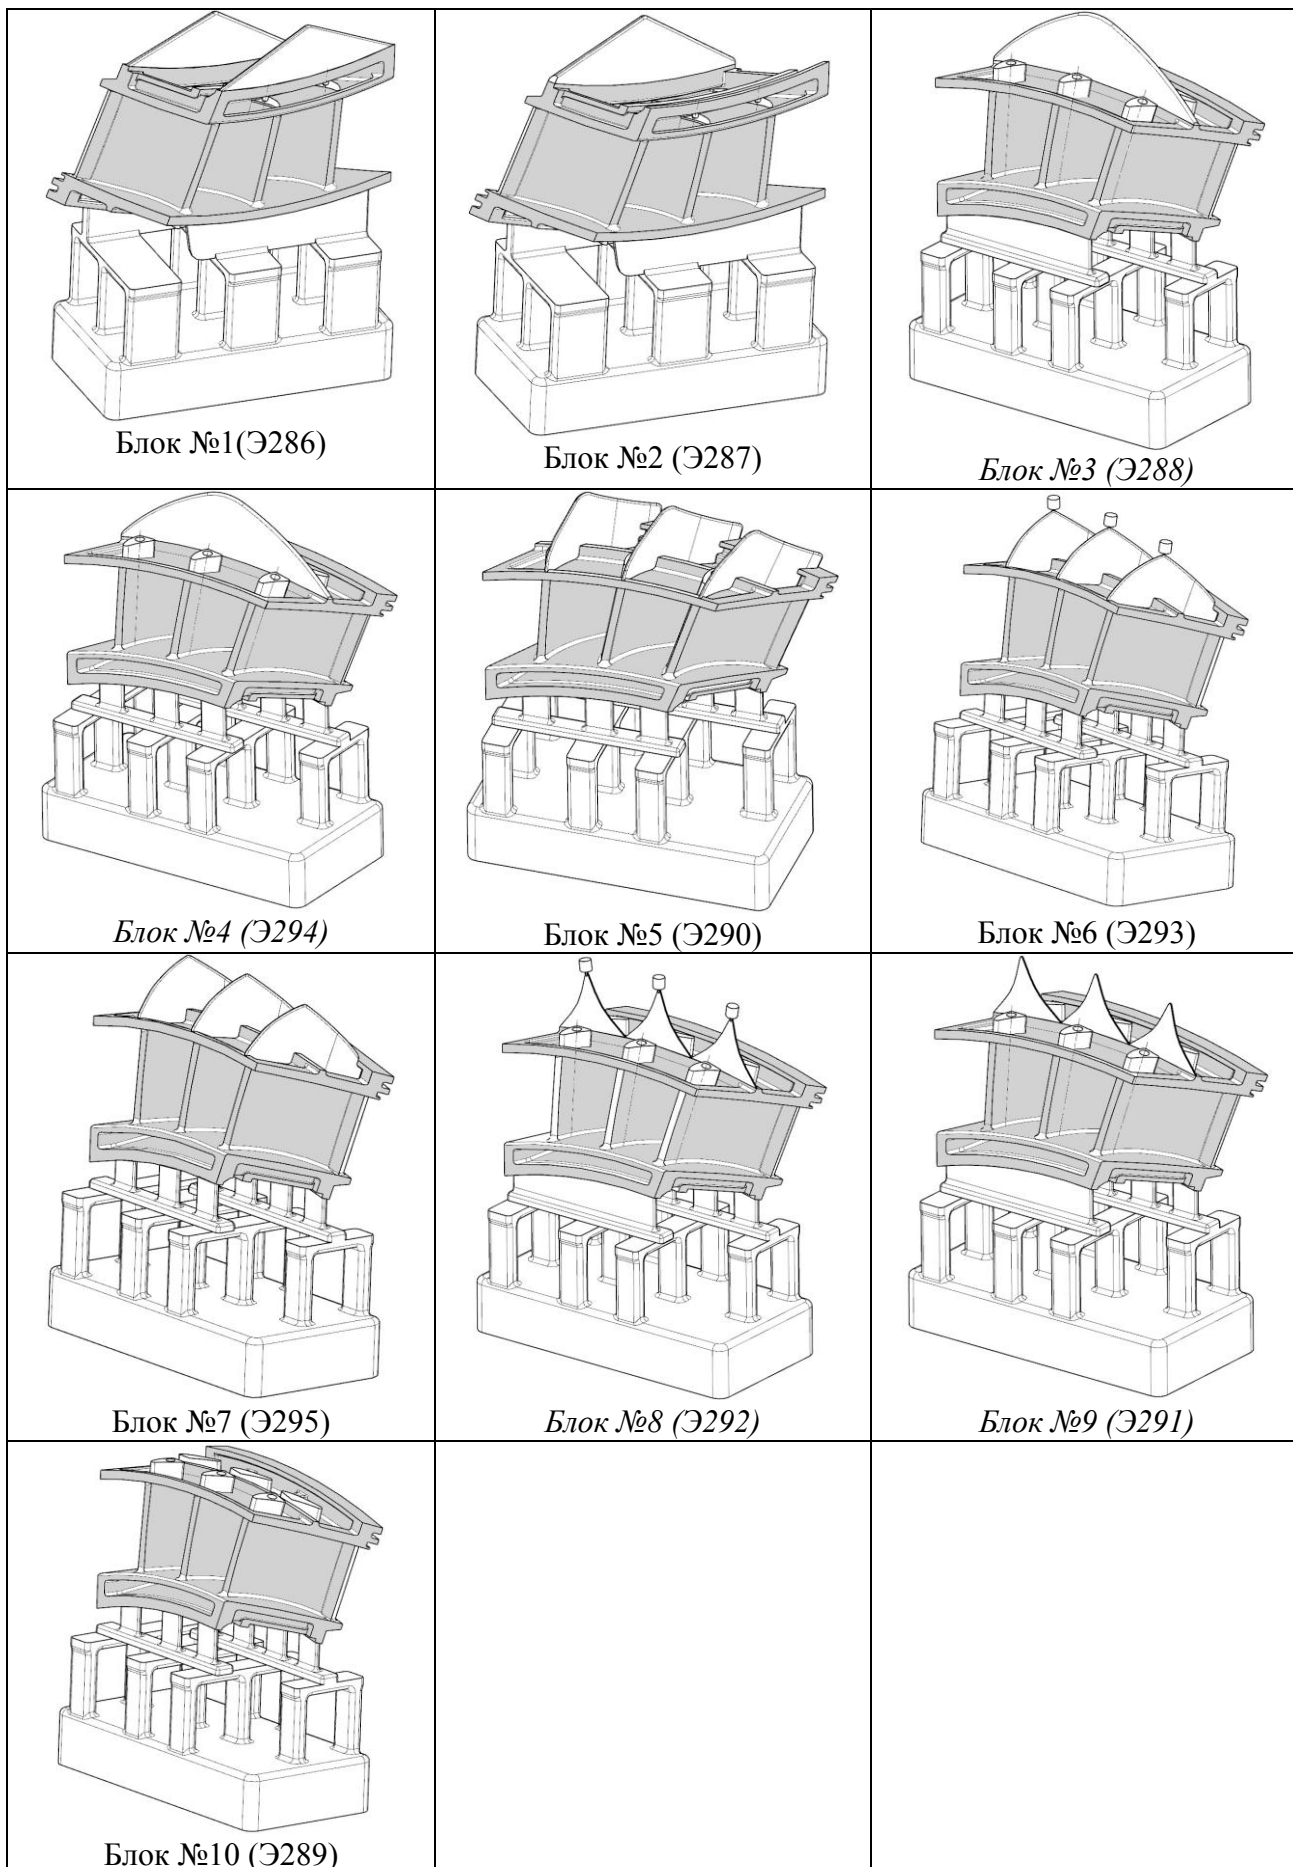 Блок №1(Э286)
Блок №2 (Э287)
Блок №3 (Э288)
Блок №4 (Э294)
Блок №5 (Э290)
Блок №6 (Э293)
Блок №7 (Э295)
Блок №8 (Э292)
Блок №9 (Э291)
Блок №10 (Э289)